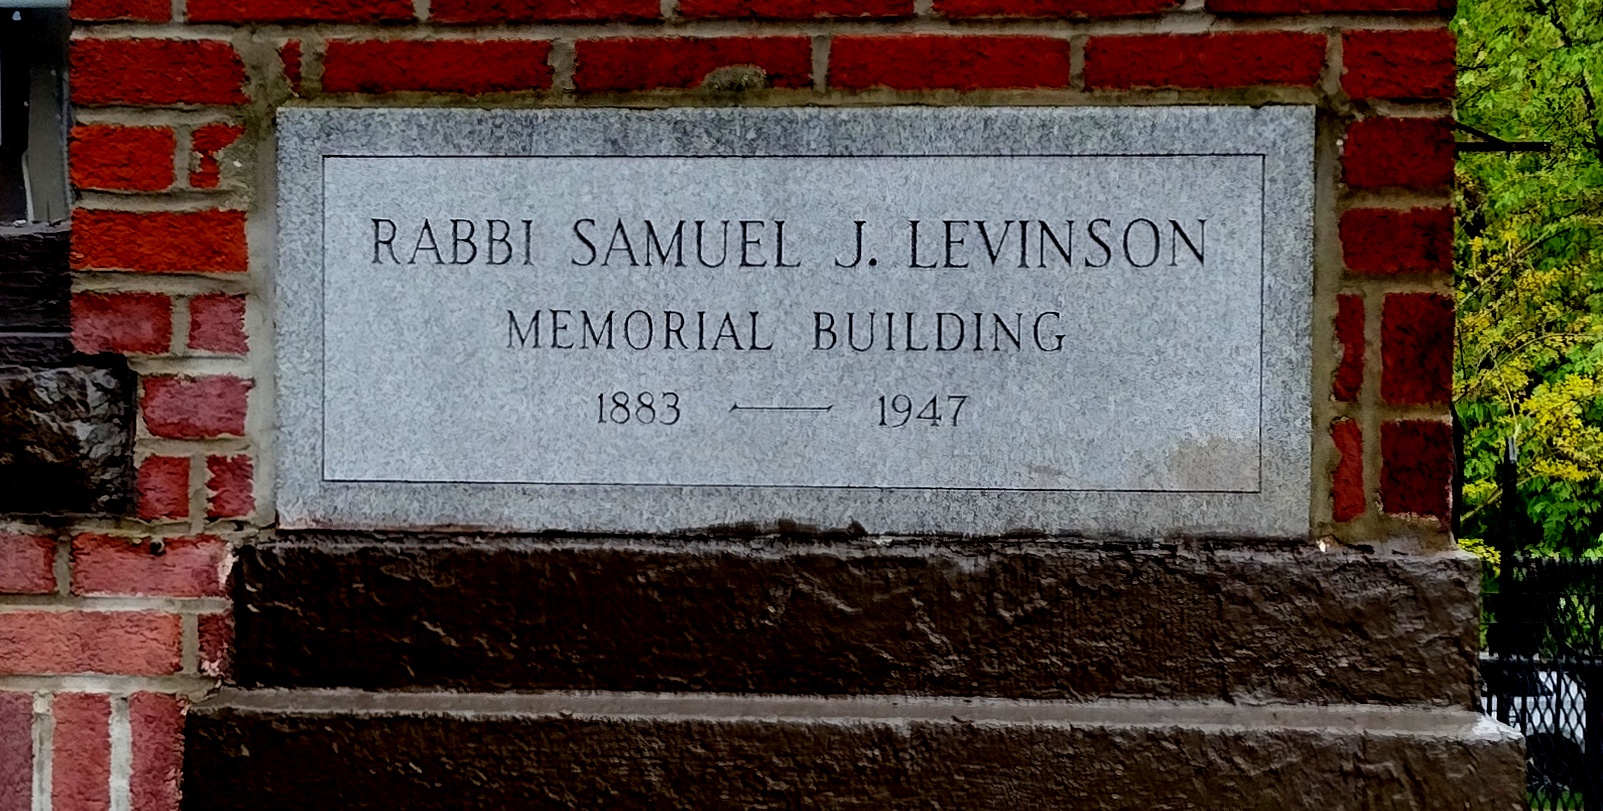 RABBI SAMUEL J. LEVINSON
MEMORIAL BUILDING
1883 — 1947